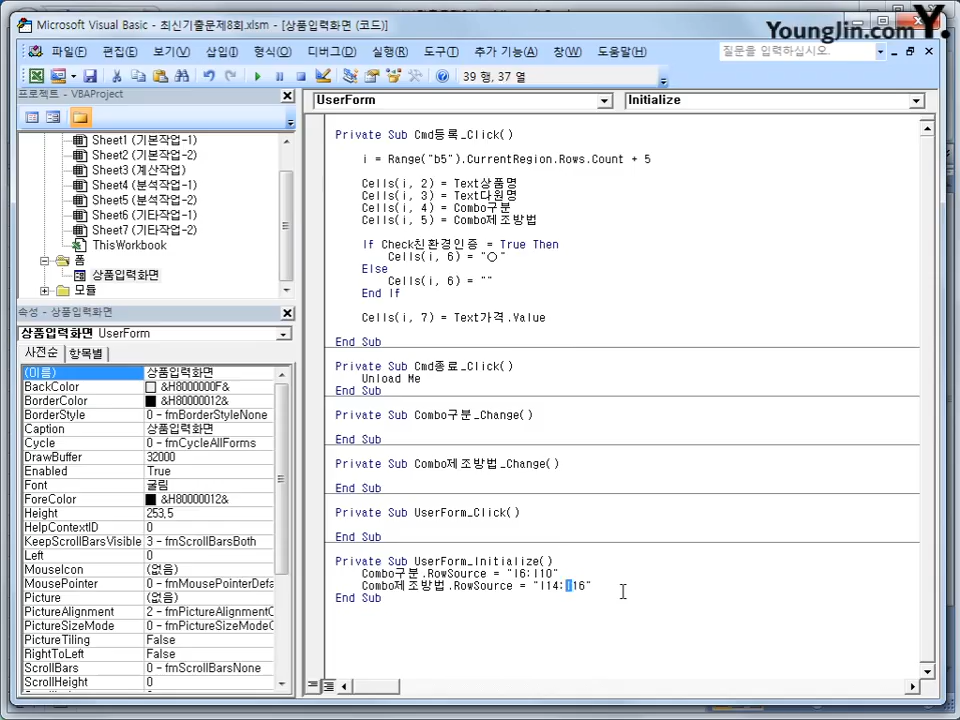 Microsoft Visual Basic - 최신기출문제8회.xlsm - [상품입력화면 (코드)]
Younglin.com Y.
파일(F) 편집(E) 보기(V) 삽입(I) 형식(O) 디버그(D) 실행(R) 도구(T) 추가 기능(A) 창(W) 도움말(H) 질문을 입력하십시오.
39 행, 37 열
프로젝트 - VBAProject
UserForm Initialize
Sheet1 (기본작업-1)
Sheet2 (기본작업-2)
Sheet3 (계산작업)
Sheet4 (분석작업-1)
Sheet5 (분석작업-2)
Sheet6 (기타작업-1)
Sheet7 (기타작업-2)
ThisWorkbook
폼
상품입력화면
모듈
속성 - 상품입력화면
상품입력화면 UserForm
사전순 항목별
(이름) 상품입력화면
BackColor &H8000000F&
BorderColor &H80000012&
BorderStyle 0 - fmBorderStyleNone
Caption 상품입력화면
Cycle 0 - fmCycleAllForms
DrawBuffer 32000
Enabled True
Font 굴림
ForeColor &H80000012&
Height 253,5
HelpContextID 0
KeepScrollBarsVisible 3 - fmScrollBarsBoth
Left 0
MouseIcon (없음)
MousePointer 0 - fmMousePointerDefa
Picture (없음)
PictureAlignment 2 - fmPictureAlignmentC
PictureSizeMode 0 - fmPictureSizeModeC
PictureTiling False
RightToLeft False
ScrollBars 0 - fmScrollBarsNone
ScrollHeight 0
Private Sub Cmd등록_Click()
i = Range("b5").CurrentRegion.Rows.Count + 5
Cells(i, 2) = Text상품명
Cells(i, 3) = Text다원명
Cells(i, 4) = Combo구분
Cells(i, 5) = Combo제조방법
If Check친환경인증 = True Then
Cells(i, 6) = "○"
Else
Cells(i, 6) = ""
End If
Cells(i, 7) = Text가격.Value
End Sub
Private Sub Cmd종료_Click()
Unload Me
End Sub
Private Sub Combo구분_Change()
End Sub
Private Sub Combo제조방법_Change()
End Sub
Private Sub UserForm_Click()
End Sub
Private Sub UserForm_Initialize()
Combo구분.RowSource = "I6:I10"
Combo제조방법.RowSource = "I14:I16"
End Sub